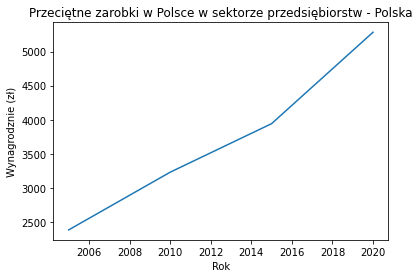 Przeciętne zarobki w Polsce w sektorze przedsiębiorstw - Polska
Wynagrodznie (zł)
5000
4500
4000
3500
3000
2500
2006 2008 2010 2012 2014 2016 2018 2020
Rok